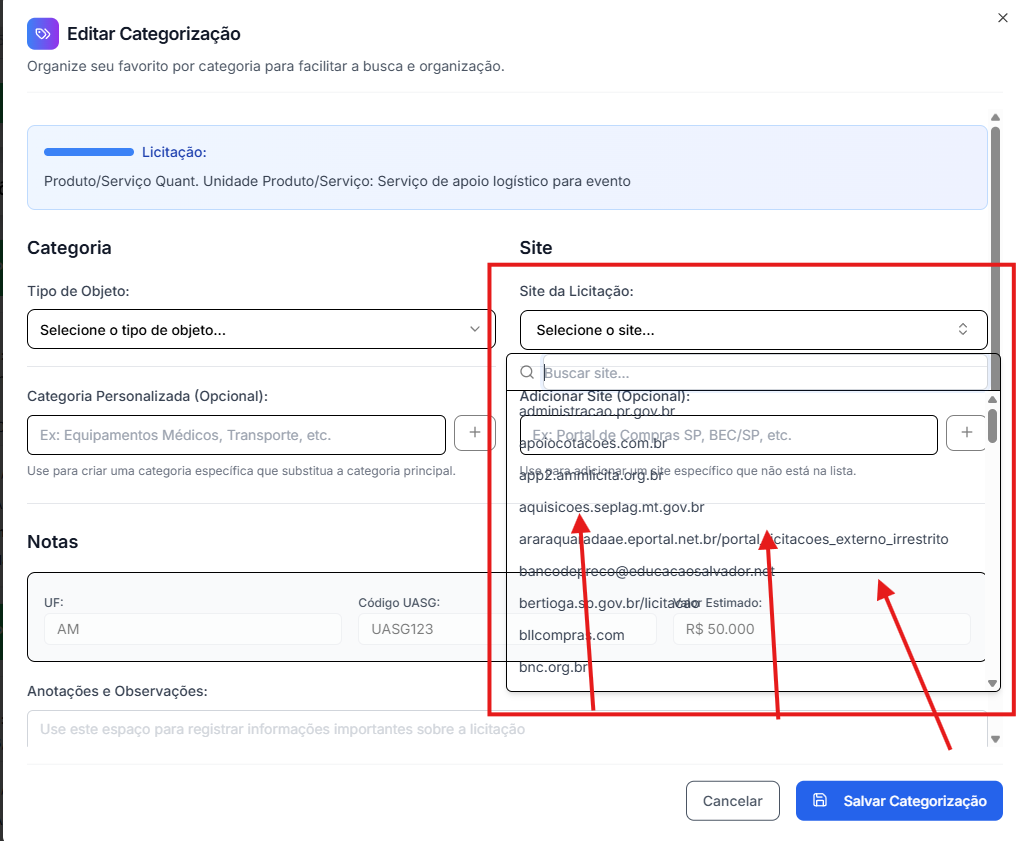 Editar Categorização
Organize seu favorito por categoria para facilitar a busca e organização.
Licitação:
Produto/Serviço Quant. Unidade Produto/Serviço: Serviço de apoio logístico para evento
Categoria
Tipo de Objeto:
Selecione o tipo de objeto...
Categoria Personalizada (Opcional):
Ex: Equipamentos Médicos, Transporte, etc.
Use para criar uma categoria específica que substitua a categoria principal.
Site
Site da Licitação:
Selecione o site...
Buscar site...
Adicionar Site (Opcional):
administracao.pr.gov.br
Ex: Portal de Compras SP, BEC/SP, etc.
apoiocotacoes.com.br
Use para adicionar um site específico que não está na lista.
app2.ammlicita.org.br
aquisicoes.seplag.mt.gov.br
araraquaradaae.eportal.net.br/portal_licitacoes_externo_irrestrito
bancodepreco@educacaosalvador.net
bertioga.sp.gov.br/licitacao
bllcompras.com
bnc.org.br
Notas
UF:
AM
Código UASG:
UASG123
Valor Estimado:
R$ 50.000
Anotações e Observações:
Use este espaço para registrar informações importantes sobre a licitação
Cancelar
Salvar Categorização